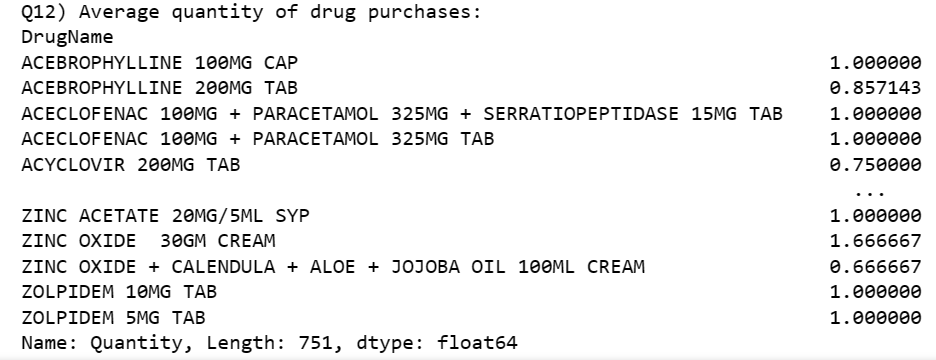 Q12) Average quantity of drug purchases:
DrugName
ACEBROPHYLLINE 100MG CAP 1.000000
ACEBROPHYLLINE 200MG TAB 0.857143
ACECLOFENAC 100MG + PARACETAMOL 325MG + SERRATIOPEPTIDASE 15MG TAB 1.000000
ACECLOFENAC 100MG + PARACETAMOL 325MG TAB 1.000000
ACYCLOVIR 200MG TAB 0.750000
...
ZINC ACETATE 20MG/5ML SYP 1.000000
ZINC OXIDE  30GM CREAM 1.666667
ZINC OXIDE + CALENDULA + ALOE + JOJOBA OIL 100ML CREAM 0.666667
ZOLPIDEM 10MG TAB 1.000000
ZOLPIDEM 5MG TAB 1.000000
Name: Quantity, Length: 751, dtype: float64